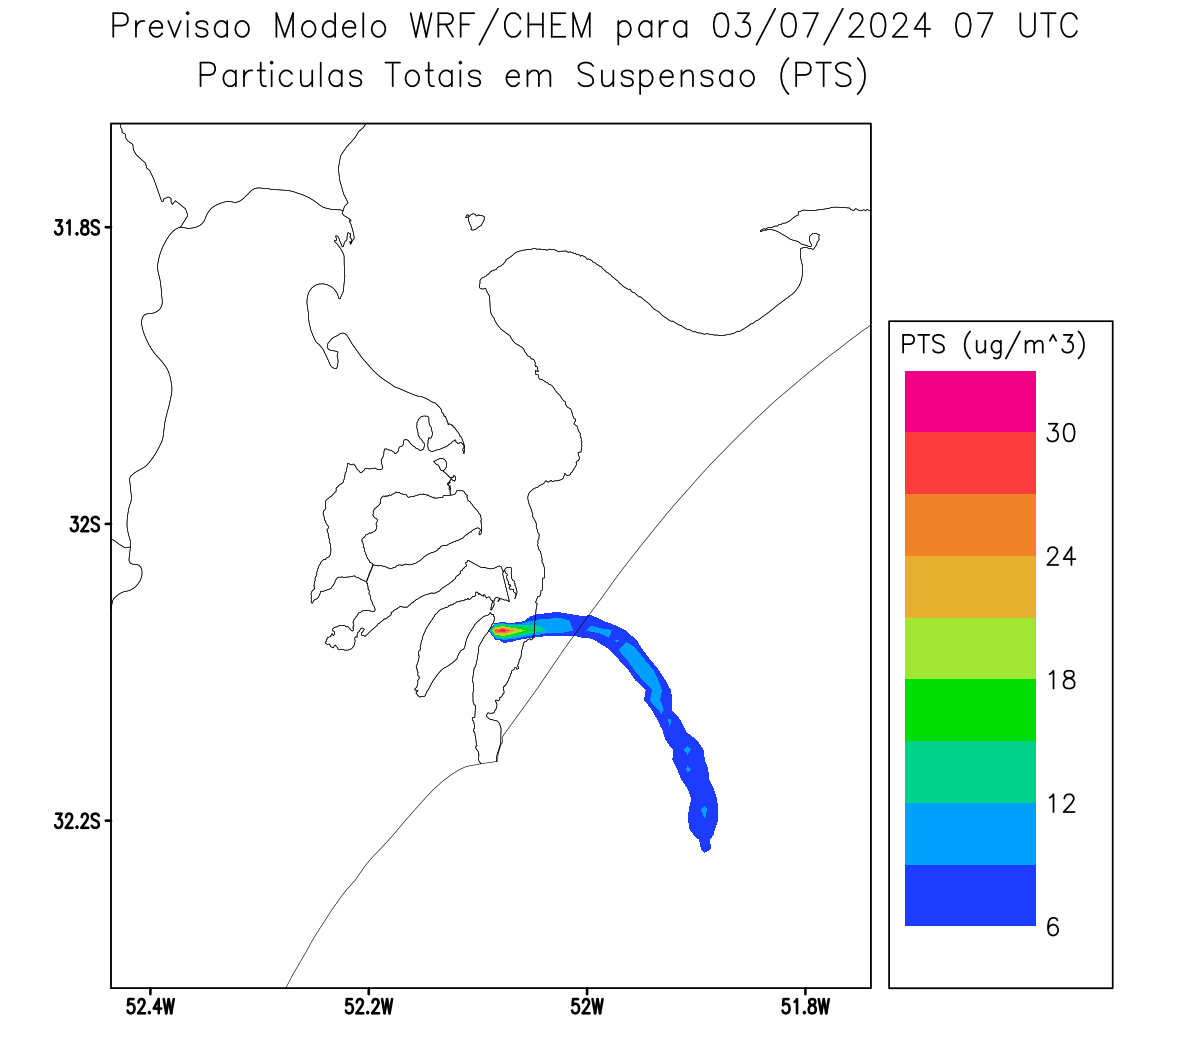 Previsao Modelo WRF/CHEM para 03/07/2024 07 UTC
Particulas Totais em Suspensao (PTS)
31.8S
32S
32.2S
52.4W 52.2W 52W 51.8W
PTS (ug/m^3)
30
24
18
12
6